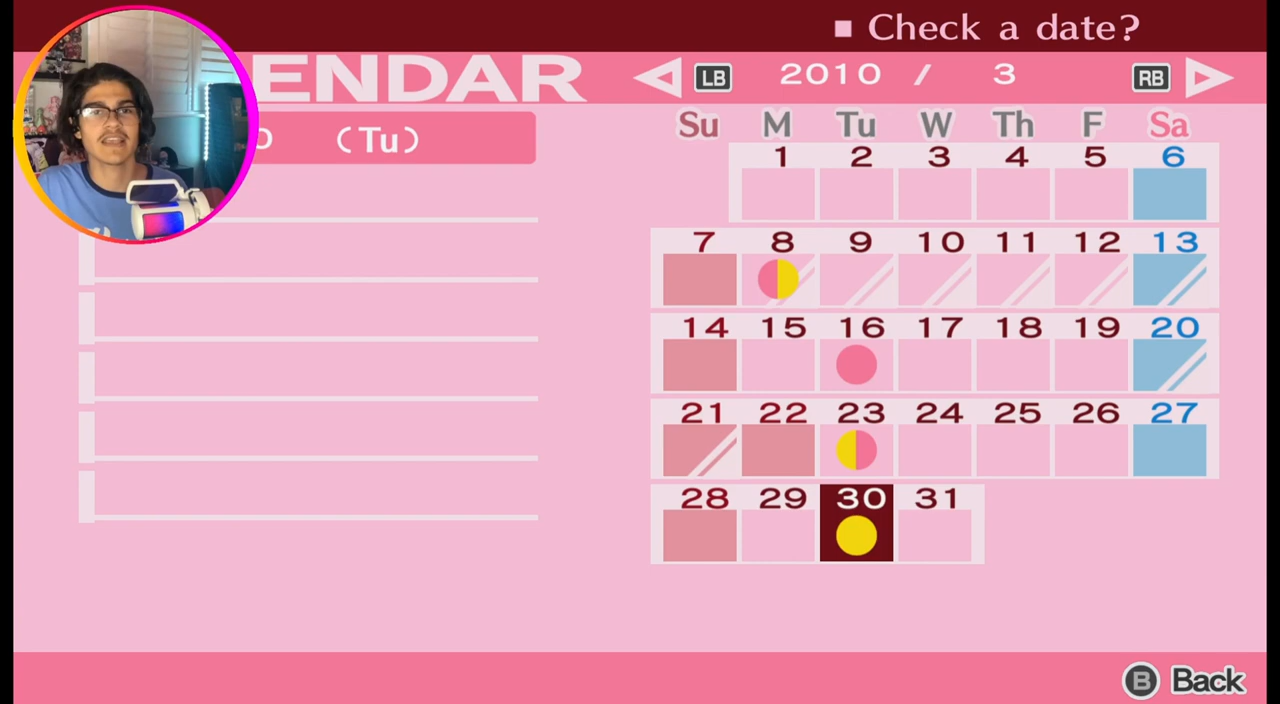 ■ Check a date?
ENDAR
LB 2010 / 3 RB
(Tu)
Su M Tu W Th F Sa
1 2 3 4 5 6
7 8 9 10 11 12 13
14 15 16 17 18 19 20
21 22 23 24 25 26 27
28 29 30 31
B Back